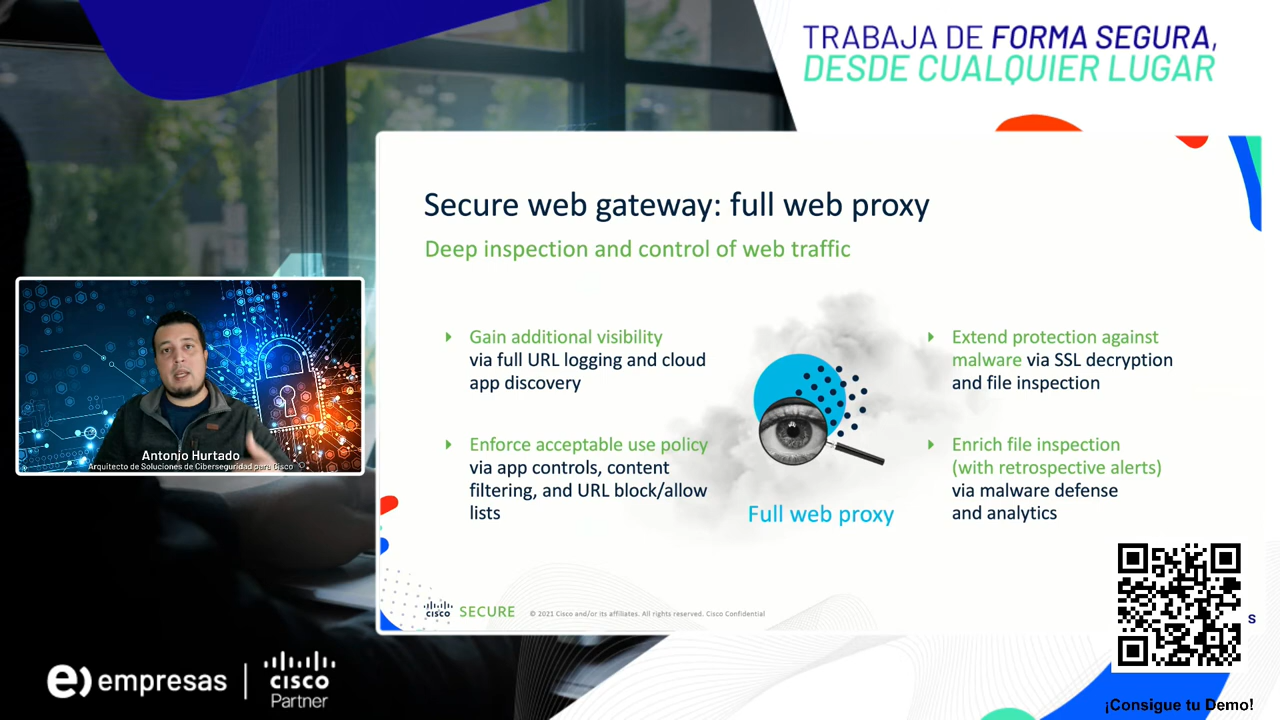 TRABAJA DE FORMA SEGURA,
DESDE CUALQUIER LUGAR
Secure web gateway: full web proxy
Deep inspection and control of web traffic
Gain additional visibility
via full URL logging and cloud
app discovery
Enforce acceptable use policy
via app controls, content
filtering, and URL block/allow
lists
Full web proxy
Extend protection against
malware via SSL decryption
and file inspection
Enrich file inspection
(with retrospective alerts)
via malware defense
and analytics
Antonio Hurtado
Arquitecto de Soluciones de Ciberseguridad para Cisco
CISCO SECURE
© 2021 Cisco and/or its affiliates. All rights reserved. Cisco Confidential
s
e) empresas
CISCO
Partner
¡Consigue tu Demo!